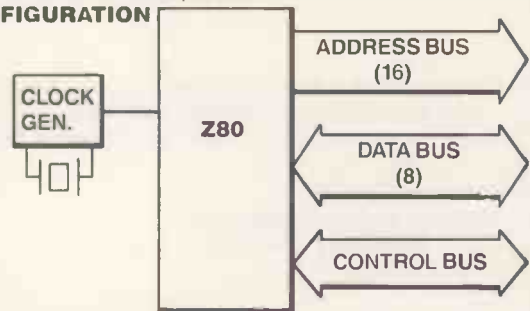 FIGURATION
ADDRESS BUS
(16)
CLOCK
GEN.
Z80
DATA BUS
(8)
CONTROL BUS